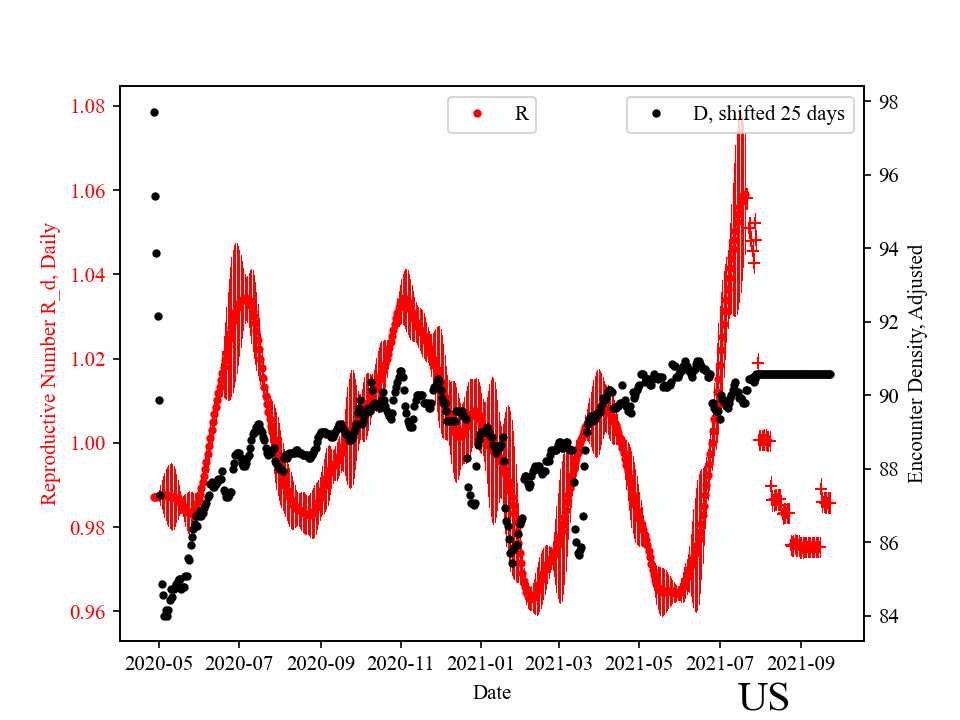 R
D, shifted 25 days
Reproductive Number R_d, Daily
1.08
1.06
1.04
1.02
1.00
0.98
0.96
98
96
94
92
90
88
86
84
Encounter Density, Adjusted
2020-05 2020-07 2020-09 2020-11 2021-01 2021-03 2021-05 2021-07 2021-09
Date
US